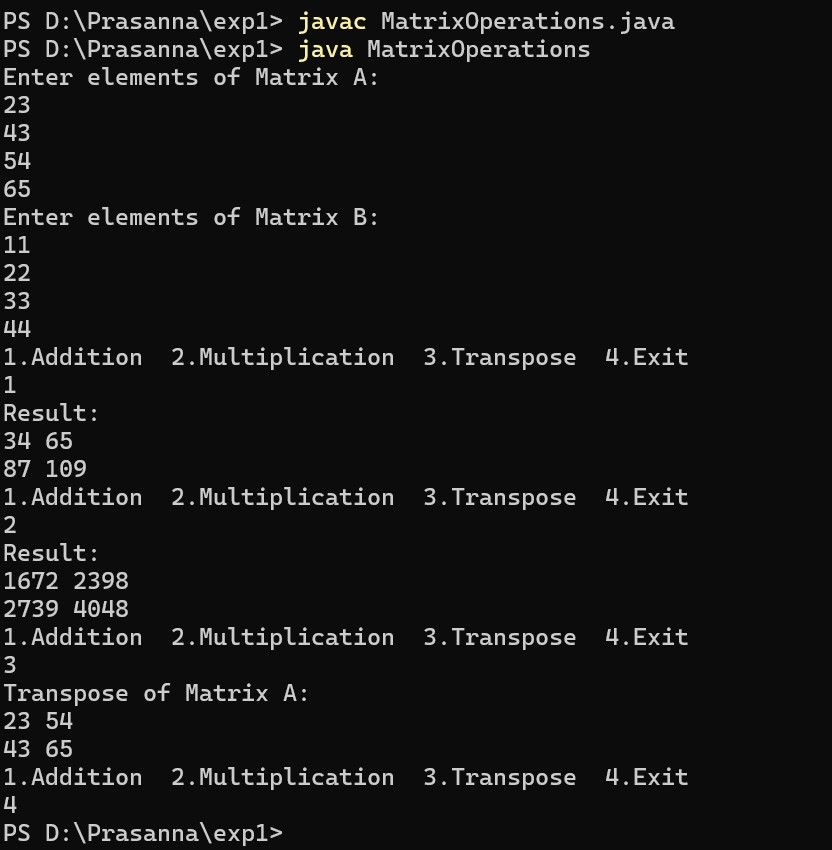 PS D:\Prasanna\exp1> javac MatrixOperations.java
PS D:\Prasanna\exp1> java MatrixOperations
Enter elements of Matrix A:
23
43
54
65
Enter elements of Matrix B:
11
22
33
44
1.Addition  2.Multiplication  3.Transpose  4.Exit
1
Result:
34 65
87 109
1.Addition  2.Multiplication  3.Transpose  4.Exit
2
Result:
1672 2398
2739 4048
1.Addition  2.Multiplication  3.Transpose  4.Exit
3
Transpose of Matrix A:
23 54
43 65
1.Addition  2.Multiplication  3.Transpose  4.Exit
4
PS D:\Prasanna\exp1>